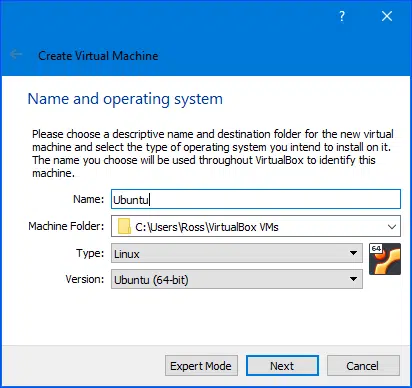 ?
Create Virtual Machine
Name and operating system
Please choose a descriptive name and destination folder for the new virtual
machine and select the type of operating system you intend to install on it.
The name you choose will be used throughout VirtualBox to identify this
machine.
Name: Ubuntu
Machine Folder: C:\Users\Ross\VirtualBox VMs
Type: Linux
64
Version: Ubuntu (64-bit)
Expert Mode Next Cancel